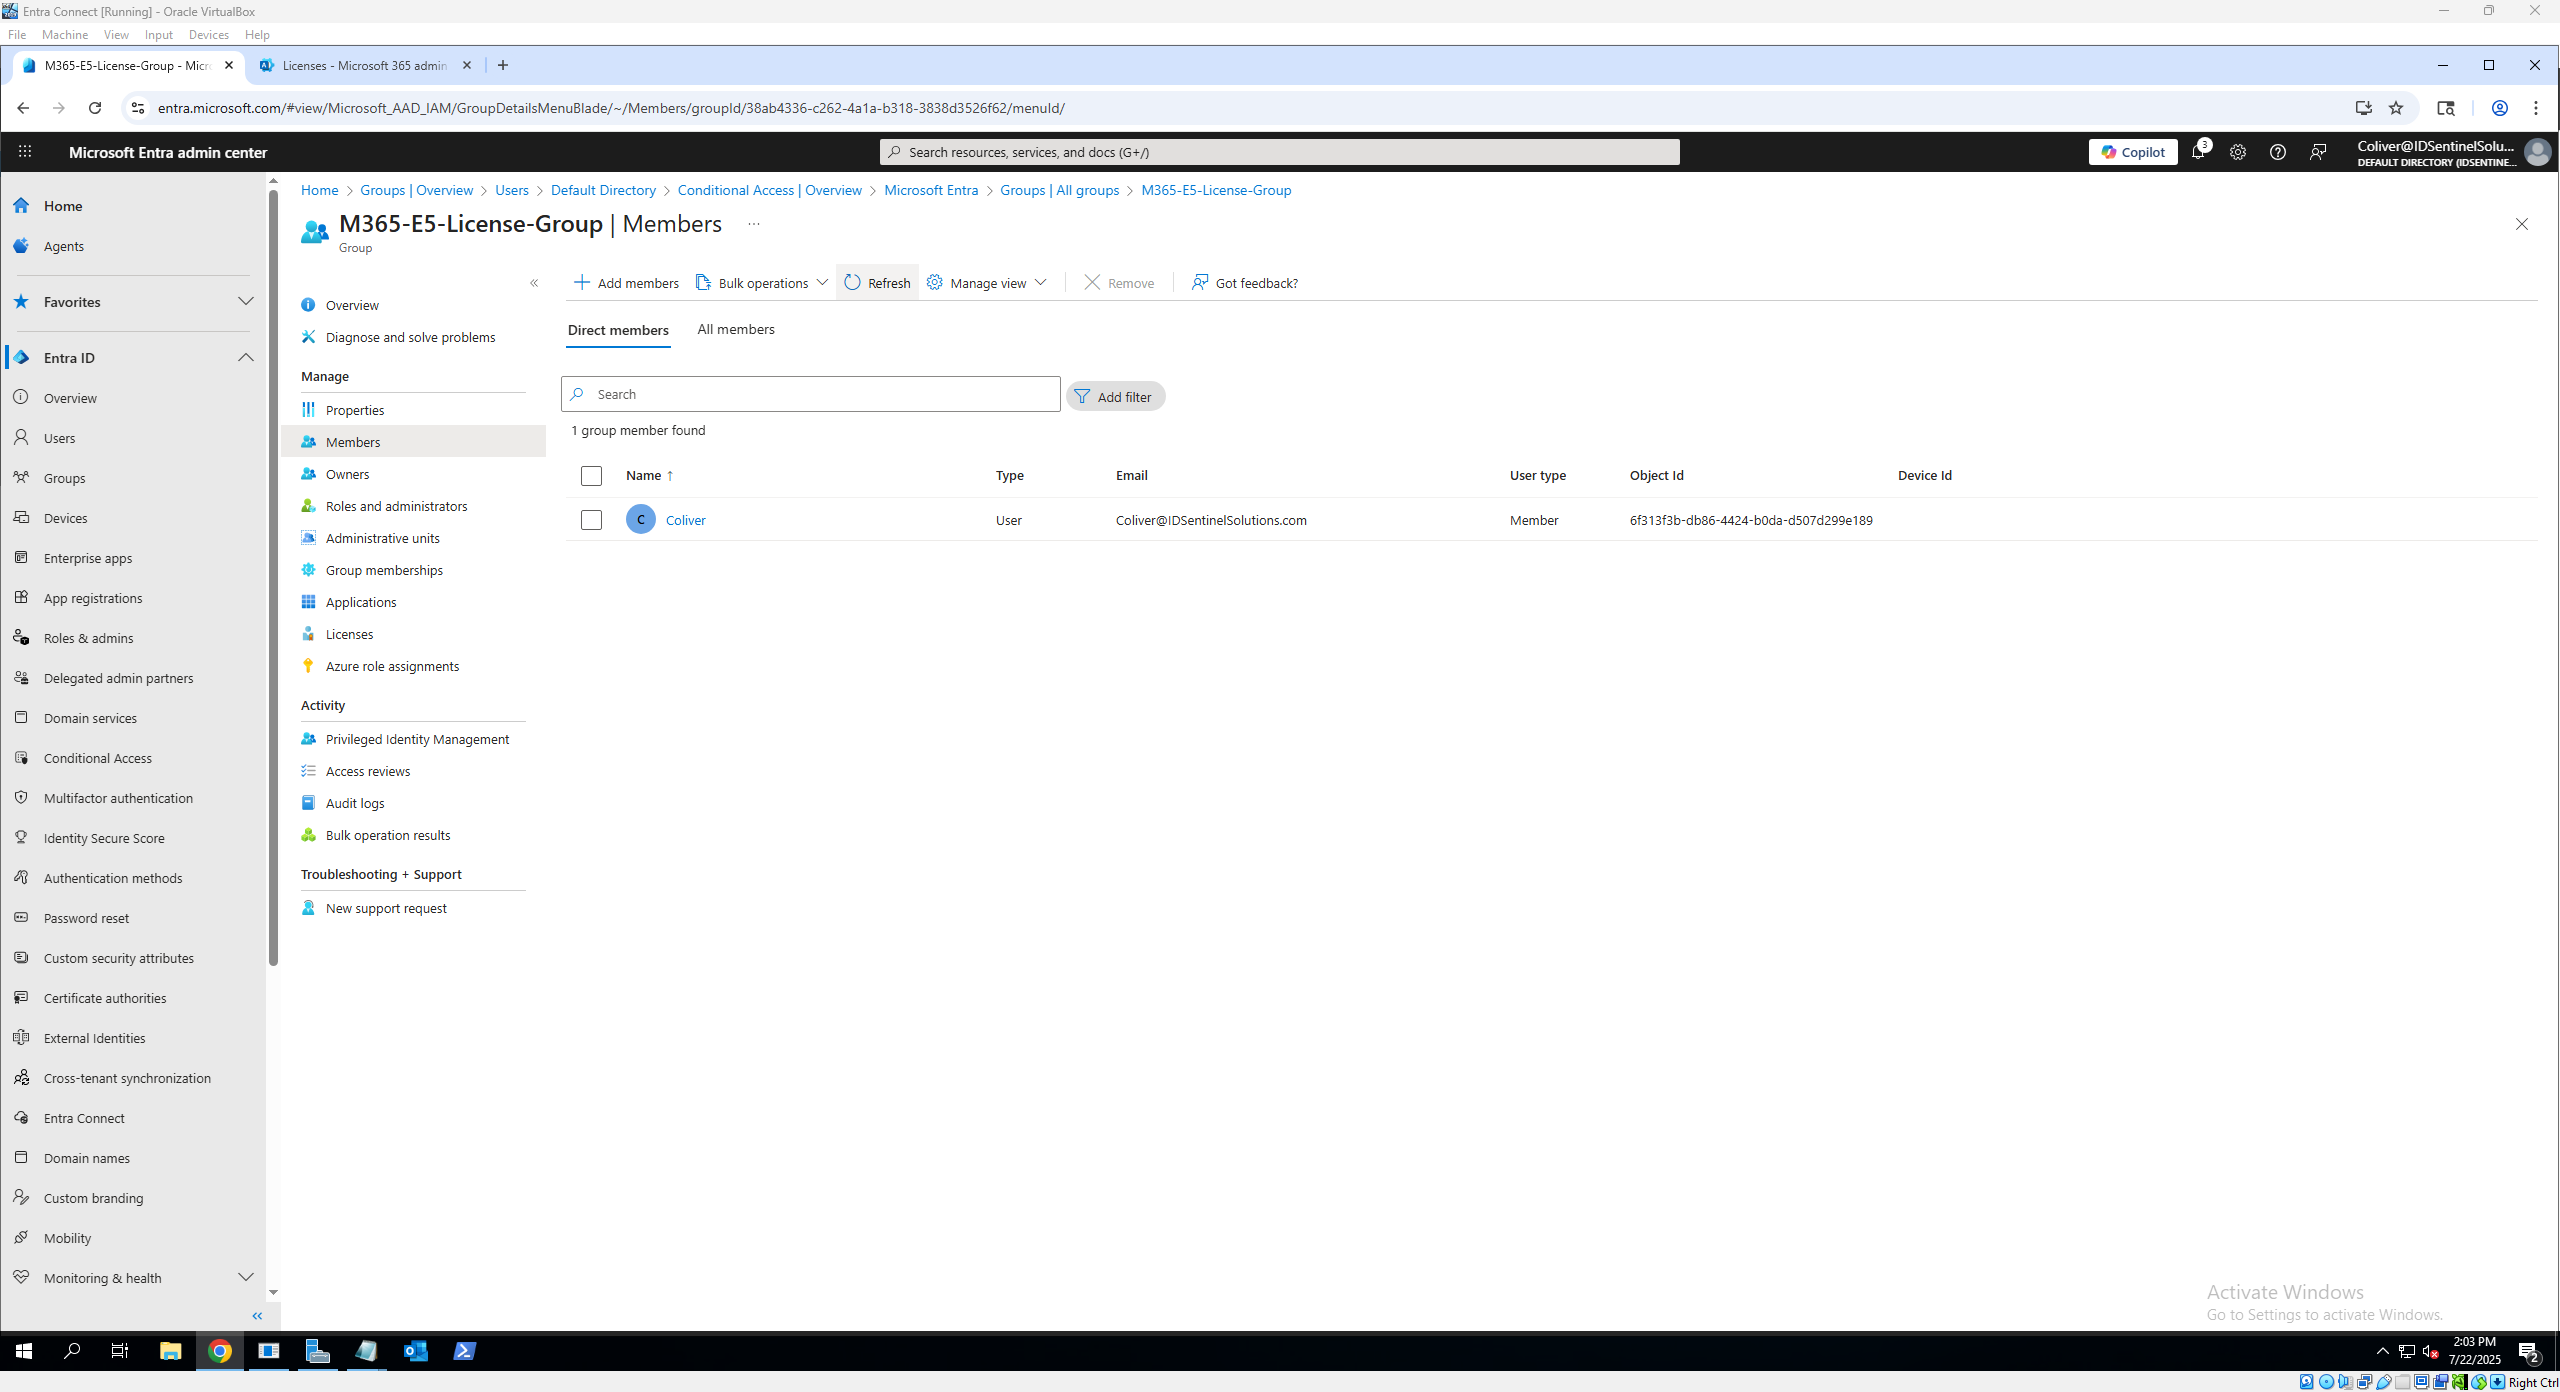 Entra Connect [Running] - Oracle VirtualBox
File Machine View Input Devices Help
M365-E5-License-Group - Micr
Licenses - Microsoft 365 admin
entra.microsoft.com/#view/Microsoft_AAD_IAM/GroupDetailsMenuBlade/~/Members/groupId/38ab4336-c262-4a1a-b318-3838d3526f62/menuId/
Microsoft Entra admin center
Search resources, services, and docs (G+/)
Copilot
3
Coliver@IDSentinelSolu...
DEFAULT DIRECTORY (IDSENTINE...
Home
Agents
Favorites
Entra ID
Overview
Users
Groups
Devices
Enterprise apps
App registrations
Roles & admins
Delegated admin partners
Domain services
Conditional Access
Multifactor authentication
Identity Secure Score
Authentication methods
Password reset
Custom security attributes
Certificate authorities
External Identities
Cross-tenant synchronization
Entra Connect
Domain names
Custom branding
Mobility
Monitoring & health
Home > Groups | Overview > Users > Default Directory > Conditional Access | Overview > Microsoft Entra > Groups | All groups > M365-E5-License-Group
M365-E5-License-Group | Members ...
Group
Overview
Diagnose and solve problems
Manage
Properties
Members
Owners
Roles and administrators
Administrative units
Group memberships
Applications
Licenses
Azure role assignments
Activity
Privileged Identity Management
Access reviews
Audit logs
Bulk operation results
Troubleshooting + Support
New support request
Add members Bulk operations Refresh Manage view Remove Got feedback?
Direct members All members
Search
Add filter
1 group member found
Name ↑ Type Email User type Object Id Device Id
C Coliver User Coliver@IDSentinelSolutions.com Member 6f313f3b-db86-4424-b0da-d507d299e189
Activate Windows
Go to Settings to activate Windows.
2:03 PM
7/22/2025
2
Right Ctrl